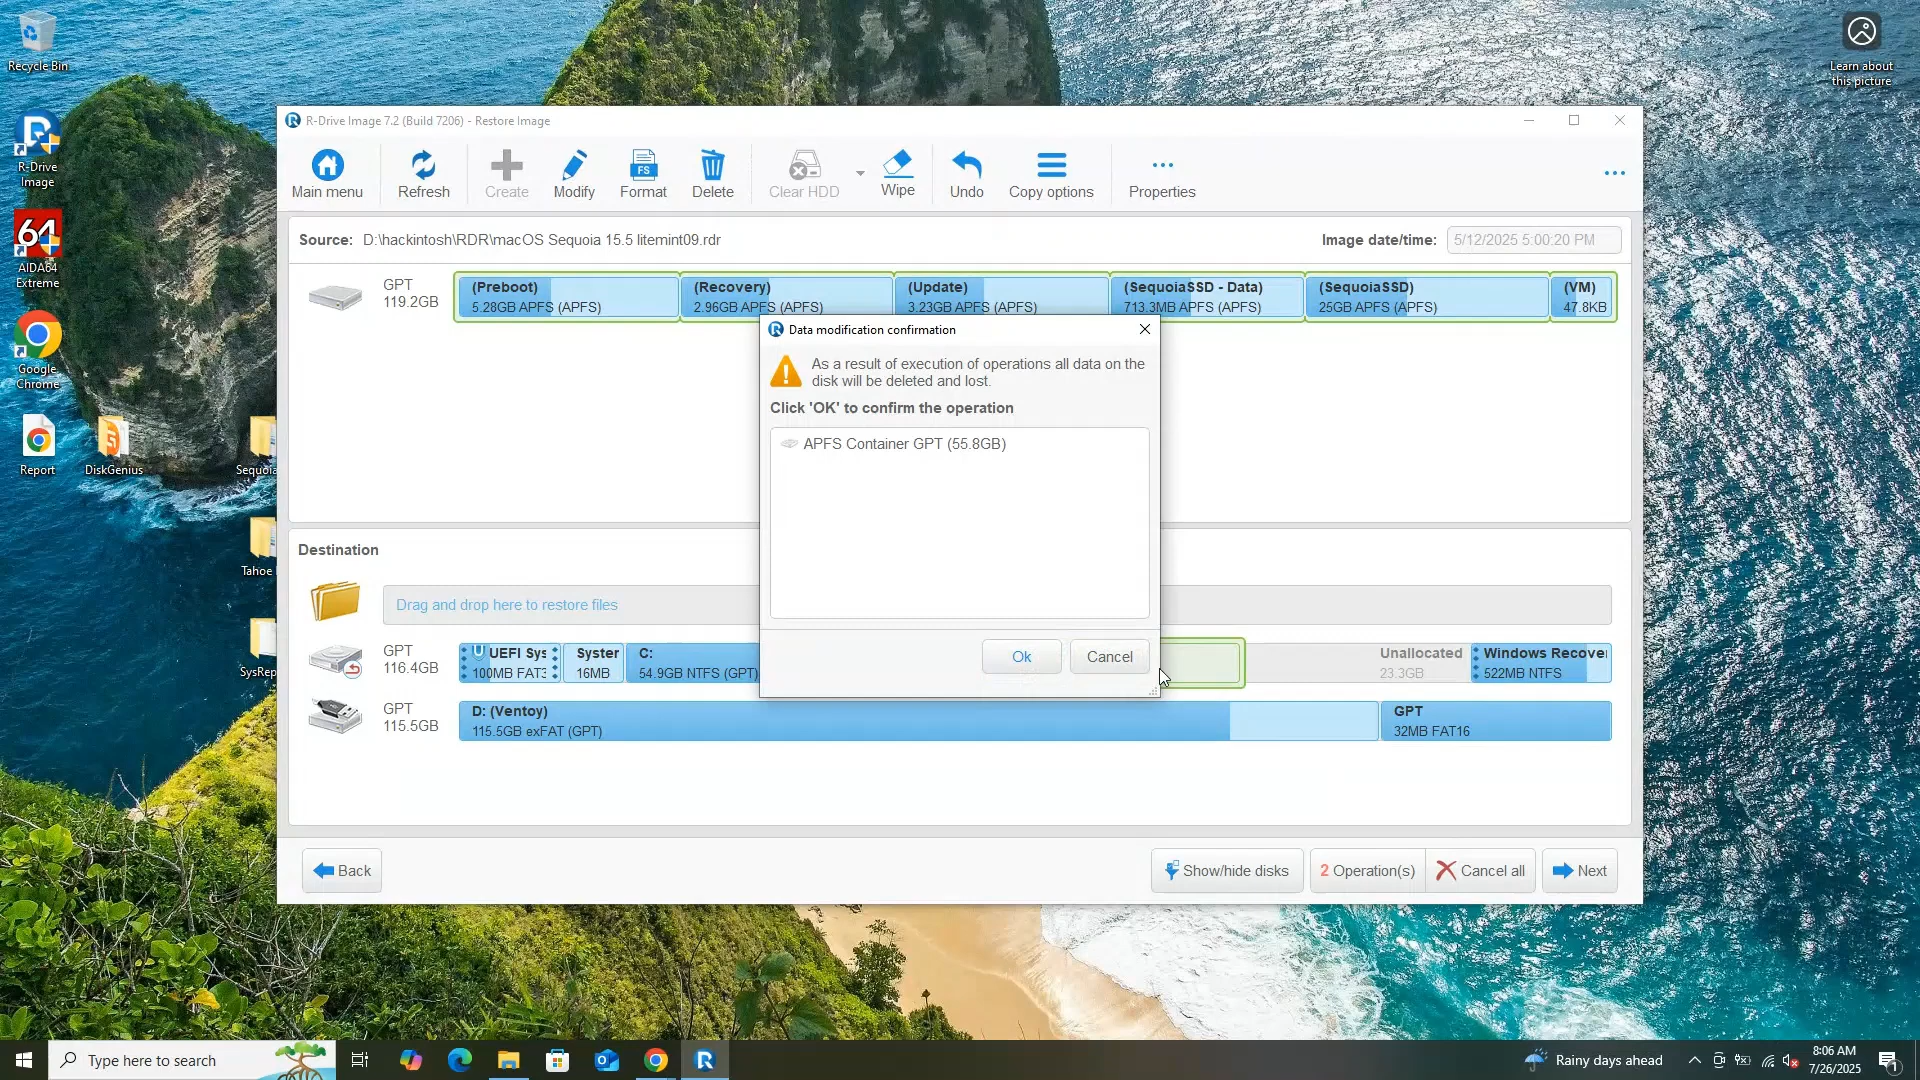 Recycle Bin
Learn about
this picture
R-Drive
Image
64
AIDA64
Extreme
Google
Chrome
Report
DiskGenius
Sequoia
Tahoe
SysRep
R-Drive Image 7.2 (Build 7206) - Restore Image
Main menu
Refresh
Create
Modify
FS
Format
Delete
Clear HDD
Wipe
Undo
Copy options
Properties
Source: D:\hackintosh\RDR\macOS Sequoia 15.5 litemint09.rdr
Image date/time: 5/12/2025 5:00:20 PM
GPT
119.2GB
(Preboot)
5.28GB APFS (APFS)
(Recovery)
2.96GB APFS (APFS)
(Update)
3.23GB APFS (APFS)
(SequoiaSSD - Data)
713.3MB APFS (APFS)
(SequoiaSSD)
25GB APFS (APFS)
(VM)
47.8KB
Data modification confirmation
As a result of execution of operations all data on the
disk will be deleted and lost.
Click 'OK' to confirm the operation
APFS Container GPT (55.8GB)
Ok
Cancel
Destination
Drag and drop here to restore files
GPT
116.4GB
UEFI Sys
100MB FAT3
Syster
16MB
C:
54.9GB NTFS (GPT)
Unallocated
23.3GB
Windows Recover
522MB NTFS
GPT
115.5GB
D: (Ventoy)
115.5GB exFAT (GPT)
GPT
32MB FAT16
Back
Show/hide disks
2 Operation(s)
Cancel all
Next
Type here to search
Rainy days ahead
8:06 AM
7/26/2025
1